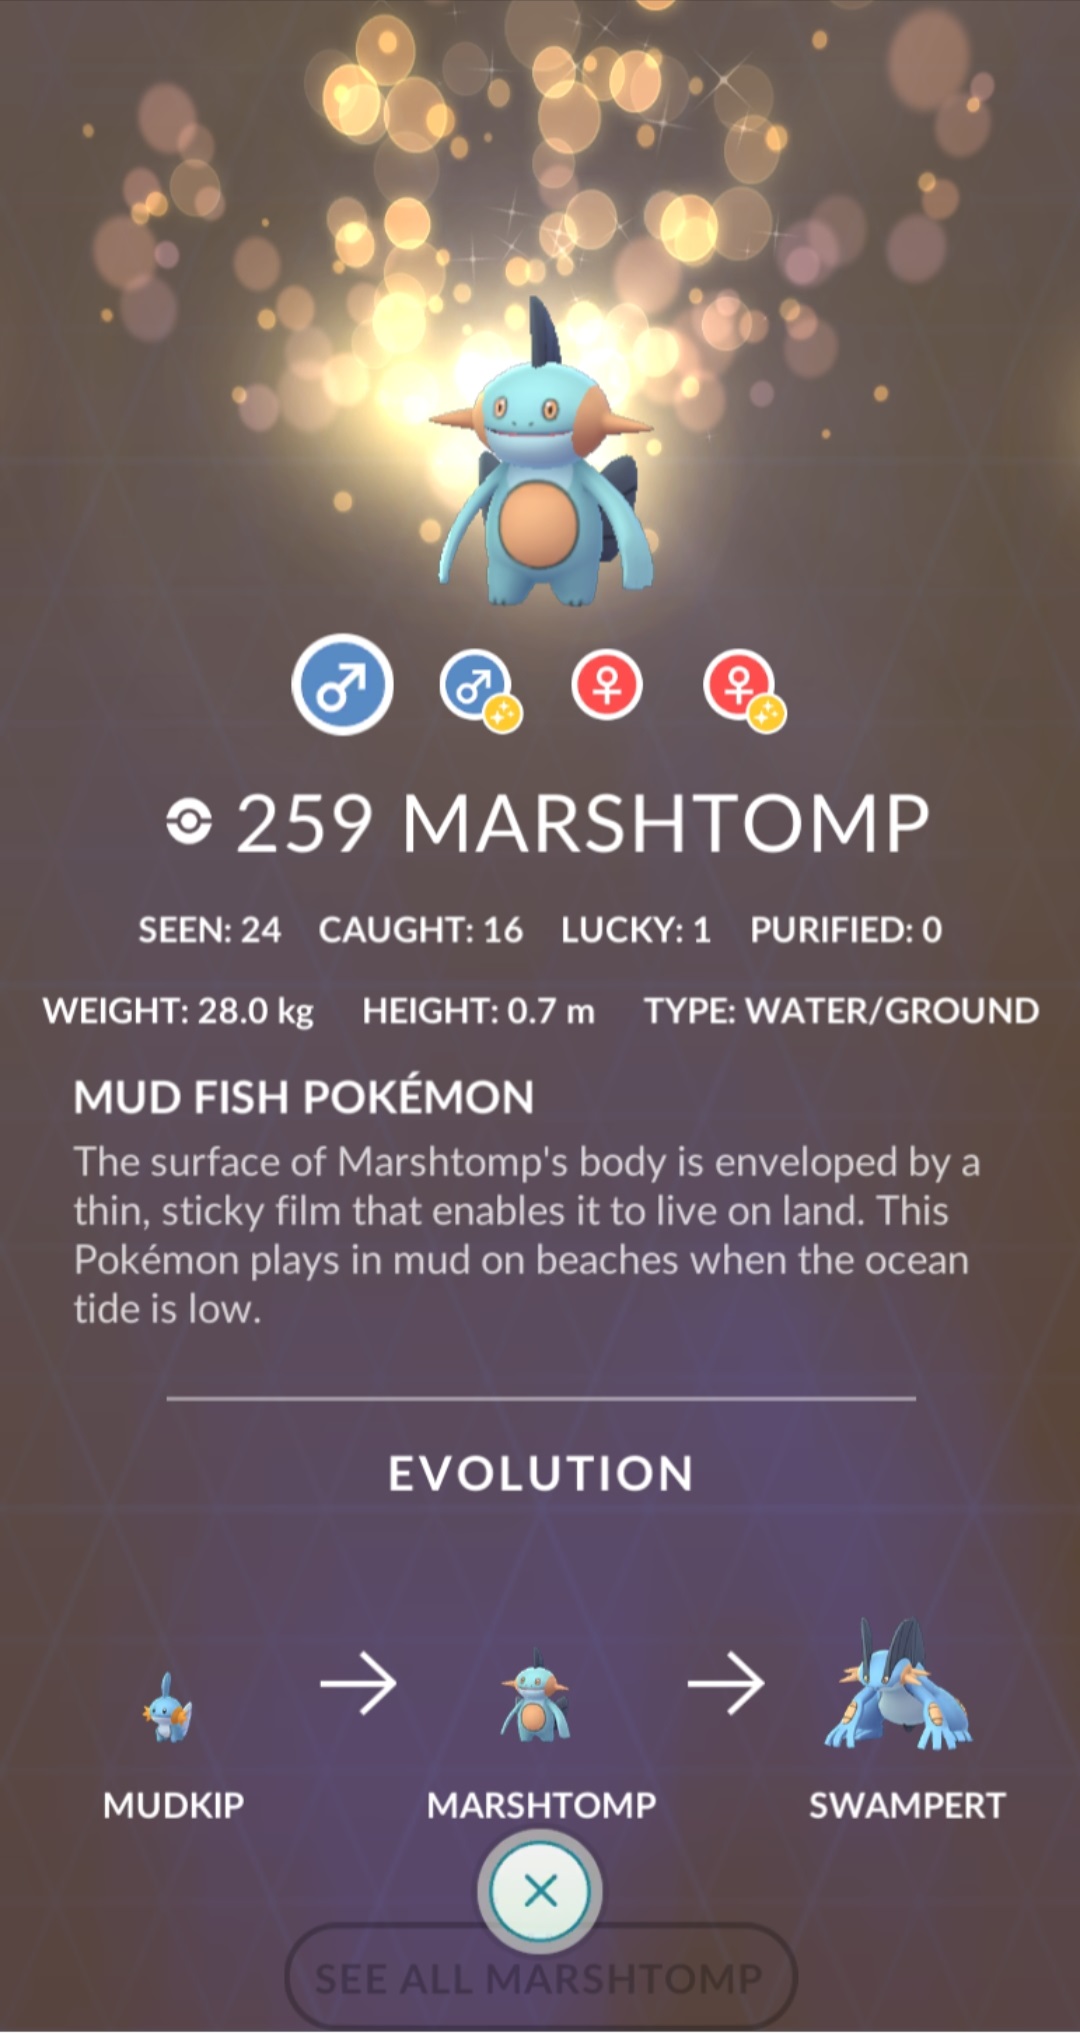 259 MARSHTOMP
SEEN: 24 CAUGHT: 16 LUCKY: 1 PURIFIED: 0
WEIGHT: 28.0 kg HEIGHT: 0.7 m TYPE: WATER/GROUND
MUD FISH POKÉMON
The surface of Marshtomp's body is enveloped by a
thin, sticky film that enables it to live on land. This
Pokémon plays in mud on beaches when the ocean
tide is low.
EVOLUTION
MUDKIP MARSHTOMP SWAMPERT
SEE ALL MARSHTOMP